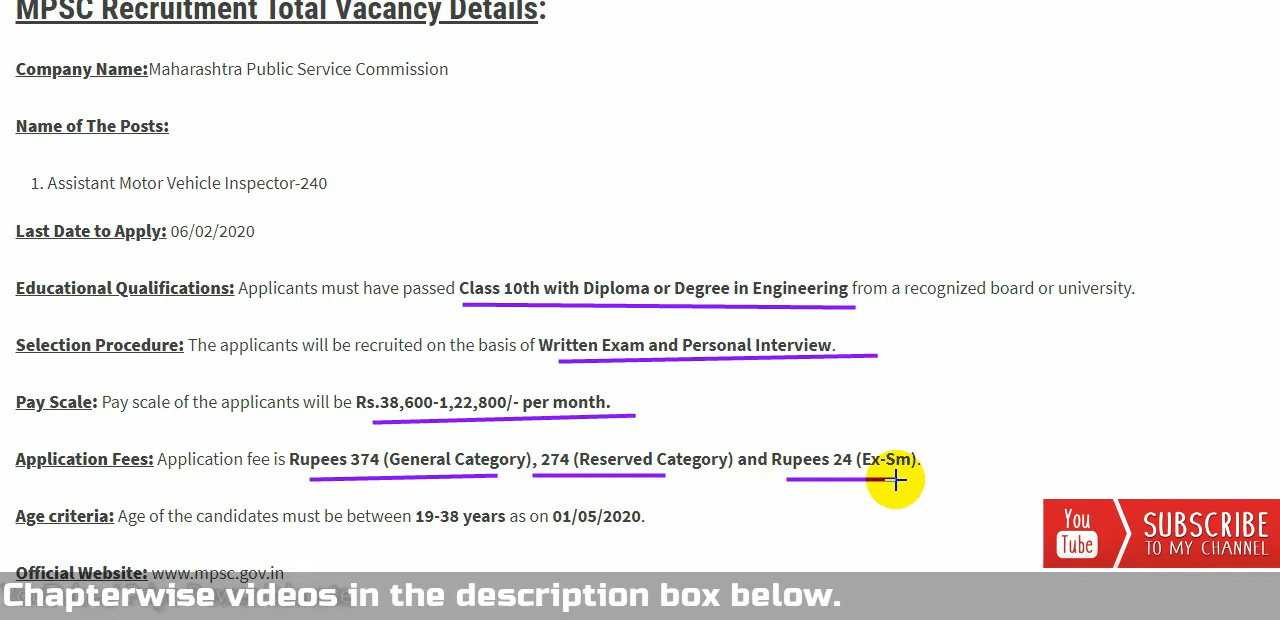 MPSC Recruitment Total Vacancy Details:
Company Name:Maharashtra Public Service Commission
Name of The Posts:
1. Assistant Motor Vehicle Inspector-240
Last Date to Apply: 06/02/2020
Educational Qualifications: Applicants must have passed Class 10th with Diploma or Degree in Engineering from a recognized board or university.
Selection Procedure: The applicants will be recruited on the basis of Written Exam and Personal Interview.
Pay Scale: Pay scale of the applicants will be Rs.38,600-1,22,800/- per month.
Application Fees: Application fee is Rupees 374 (General Category), 274 (Reserved Category) and Rupees 24 (Ex-Sm).
Age criteria: Age of the candidates must be between 19-38 years as on 01/05/2020.
You Tube
SUBSCRIBE
TO MY CHANNEL
Official Website: www.mpsc.gov.in
Chapterwise videos in the description box below.